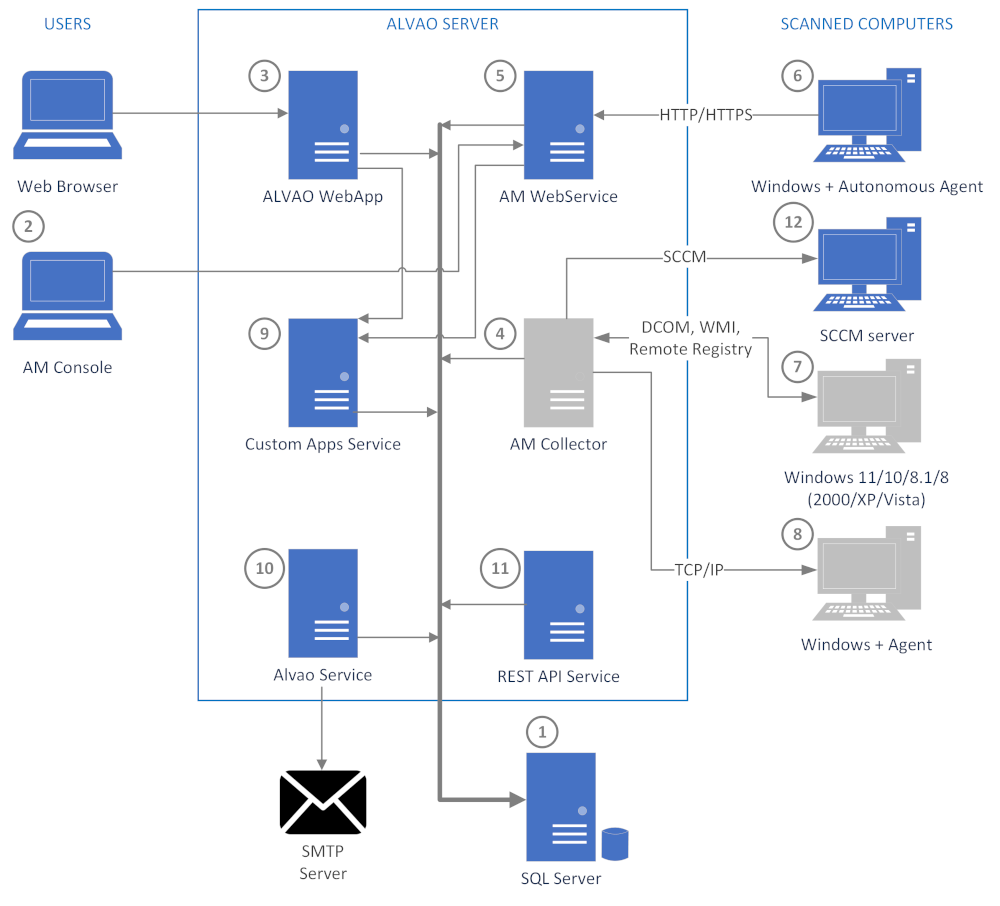 USERS
ALVAO SERVER
SCANNED COMPUTERS
3
5
6
HTTP/HTTPS
Web Browser
ALVAO WebApp
AM WebService
Windows + Autonomous Agent
2
12
SCCM
AM Console
9
4
SCCM server
DCOM, WMI,
Remote Registry
7
Custom Apps Service
AM Collector
Windows 11/10/8.1/8
(2000/XP/Vista)
8
10
11
TCP/IP
Windows + Agent
Alvao Service
REST API Service
1
SMTP
Server
SQL Server